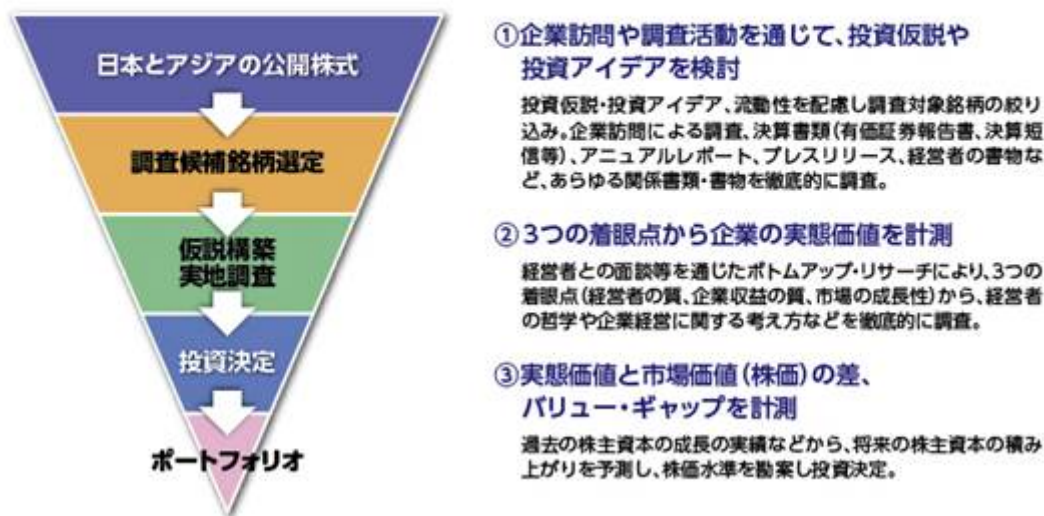 日本とアジアの公開株式
調査候補銘柄選定
仮説構築
実地調査
投資決定
ポートフォリオ
①企業訪問や調査活動を通じて、投資仮説や
投資アイデアを検討
投資仮説・投資アイデア、流動性を配慮し調査対象銘柄の絞り
込み。企業訪問による調査、決算書類(有価証券報告書、決算短
信等)、アニュアルレポート、プレスリリース、経営者の書物な
ど、あらゆる関係書類・書物を徹底的に調査。
②3つの着眼点から企業の実態価値を計測
経営者との面談等を通じたボトムアップ・リサーチにより、3つの
着眼点(経営者の質、企業収益の質、市場の成長性)から、経営者
の哲学や企業経営に関する考え方などを徹底的に調査。
③実態価値と市場価値(株価)の差、
バリュー・ギャップを計測
過去の株主資本の成長の実績などから、将来の株主資本の積み
上がりを予測し、株価水準を勘案し投資決定。